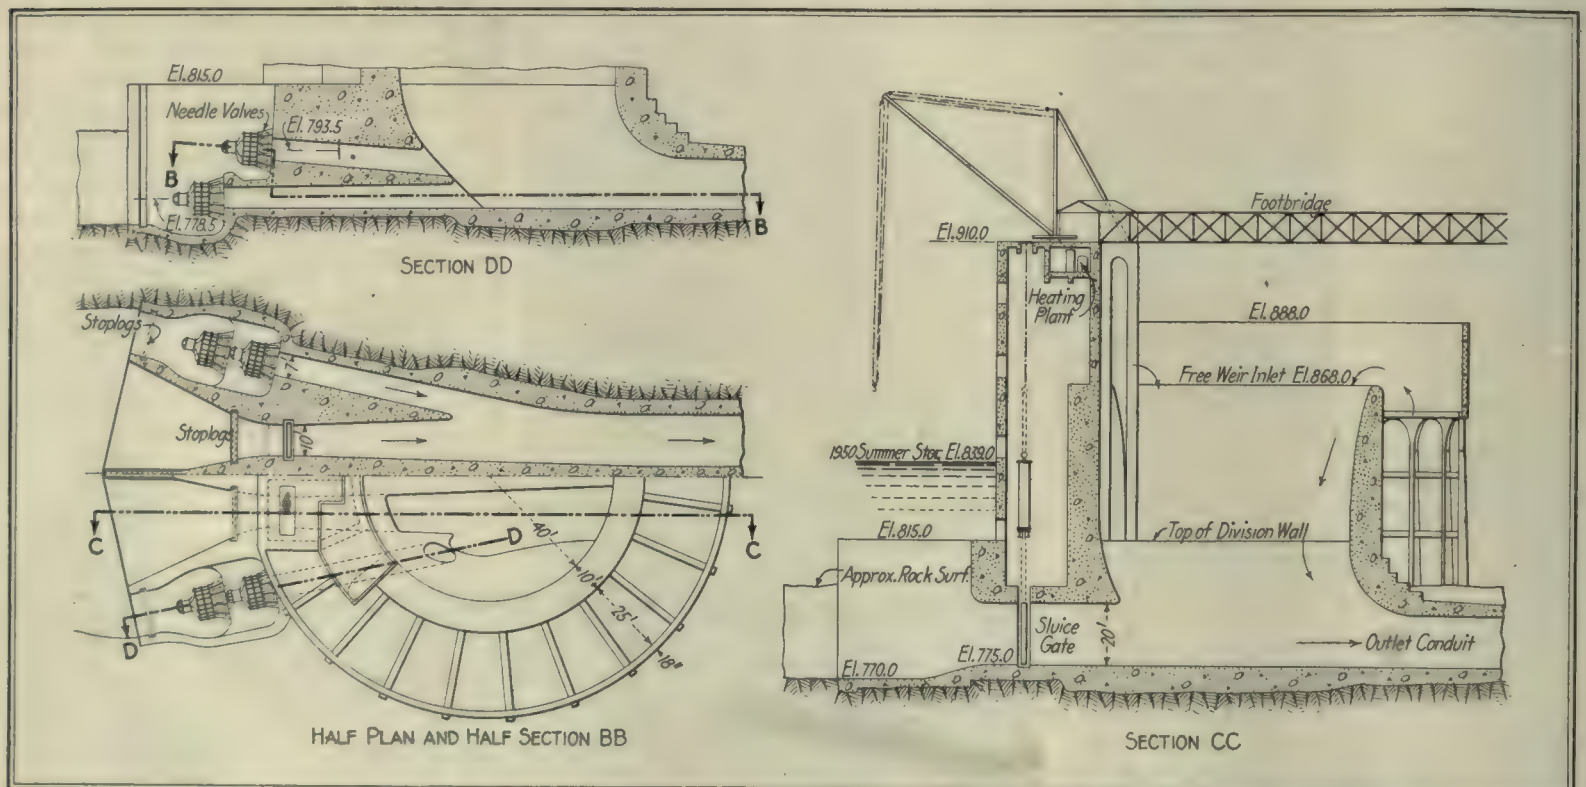 El. 815.0
Needle Valves
El. 793.5
B
El. 778.5
B
SECTION DD
Stoplogs
7'
Stoplogs
10'
C
C
D
D
40'
10'
25'
18"
HALF PLAN AND HALF SECTION BB
Footbridge
El. 910.0
Heating
Plant
El. 888.0
Free Weir Inlet El. 868.0
1950 Summer Stor. El. 839.0
El. 815.0
Top of Division Wall
Approx. Rock Surf.
Sluice
Gate
20'
Outlet Conduit
El. 775.0
El. 770.0
SECTION CC